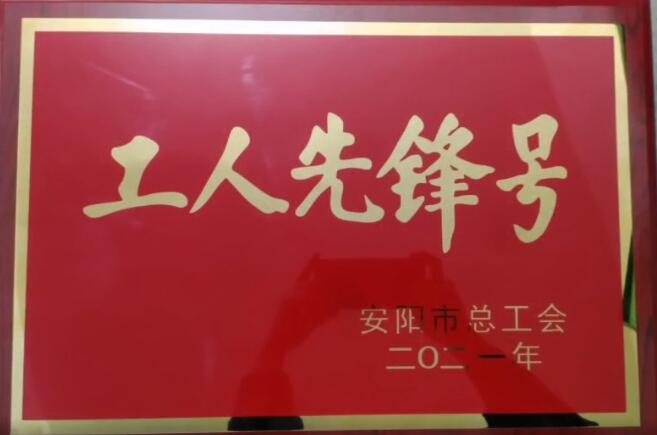 工人先锋号
安阳市总工会
二〇二一年